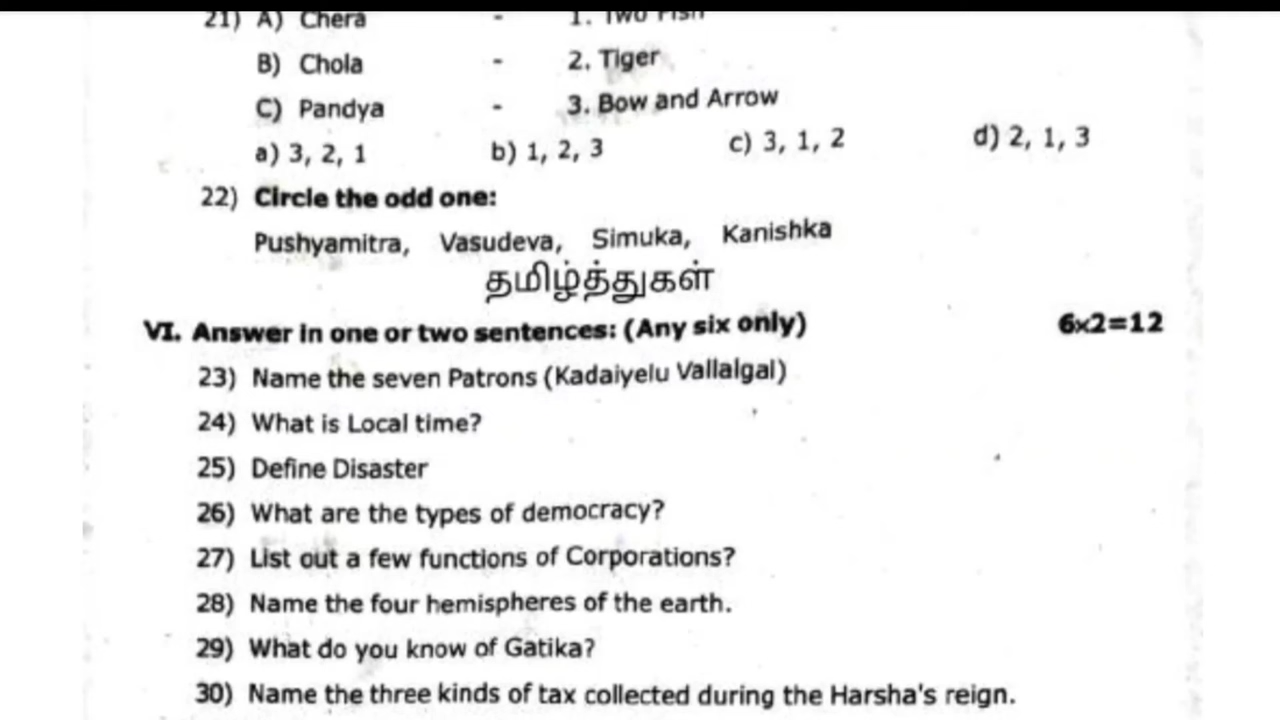 21) A) Chera - 1. Two Fish
B) Chola - 2. Tiger
C) Pandya - 3. Bow and Arrow
a) 3, 2, 1 b) 1, 2, 3 c) 3, 1, 2 d) 2, 1, 3
22) Circle the odd one:
Pushyamitra, Vasudeva, Simuka, Kanishka
தமிழ்த்துகள்
VI. Answer in one or two sentences: (Any six only) 6x2=12
23) Name the seven Patrons (Kadaiyelu Vallalgal)
24) What is Local time?
25) Define Disaster
26) What are the types of democracy?
27) List out a few functions of Corporations?
28) Name the four hemispheres of the earth.
29) What do you know of Gatika?
30) Name the three kinds of tax collected during the Harsha's reign.